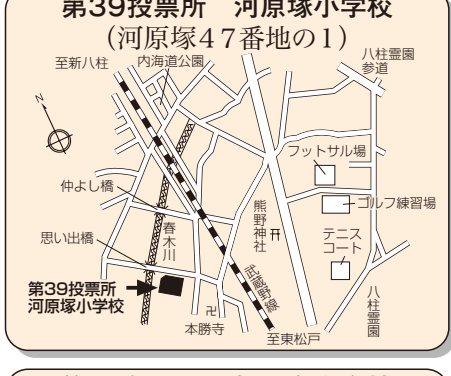 第39投票所　河原塚小学校
(河原塚47番地の1)
至新八柱
内海道公園
八柱霊園
参道
N
フットサル場
仲よし橋
ゴルフ練習場
熊野神社
春木川
思い出橋
テニス
コート
武蔵野線
第39投票所
河原塚小学校
八柱霊園
本勝寺
至東松戸